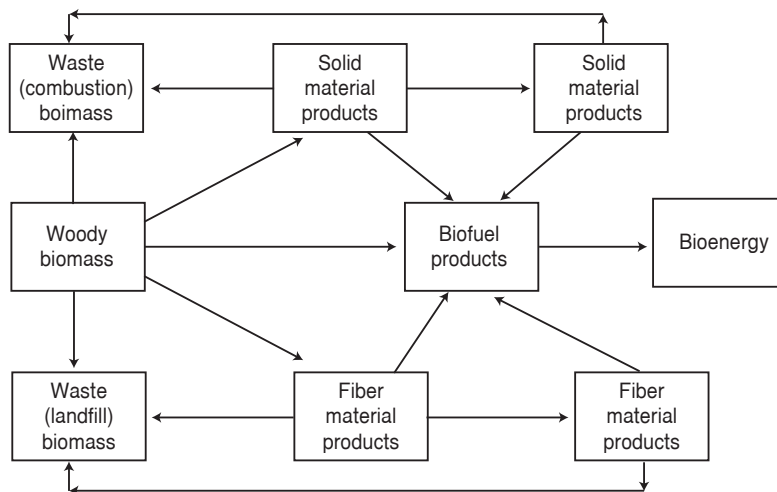 Waste
(combustion)
boimass
Solid
material
products
Solid
material
products
Woody
biomass
Biofuel
products
Bioenergy
Waste
(landfill)
biomass
Fiber
material
products
Fiber
material
products